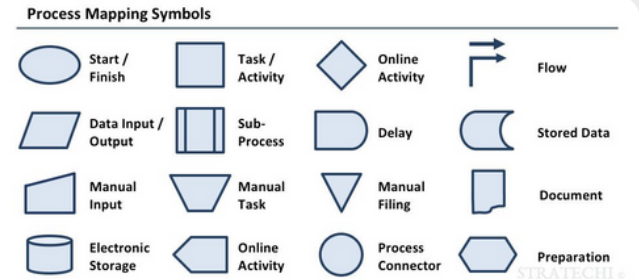 Process Mapping Symbols
Start /
Finish
Task /
Activity
Online
Activity
Flow
Data Input /
Output
Sub-
Process
Delay
Stored Data
Manual
Input
Manual
Task
Manual
Filing
Document
Electronic
Storage
Online
Activity
Process
Connector
Preparation
STRATECHI ©